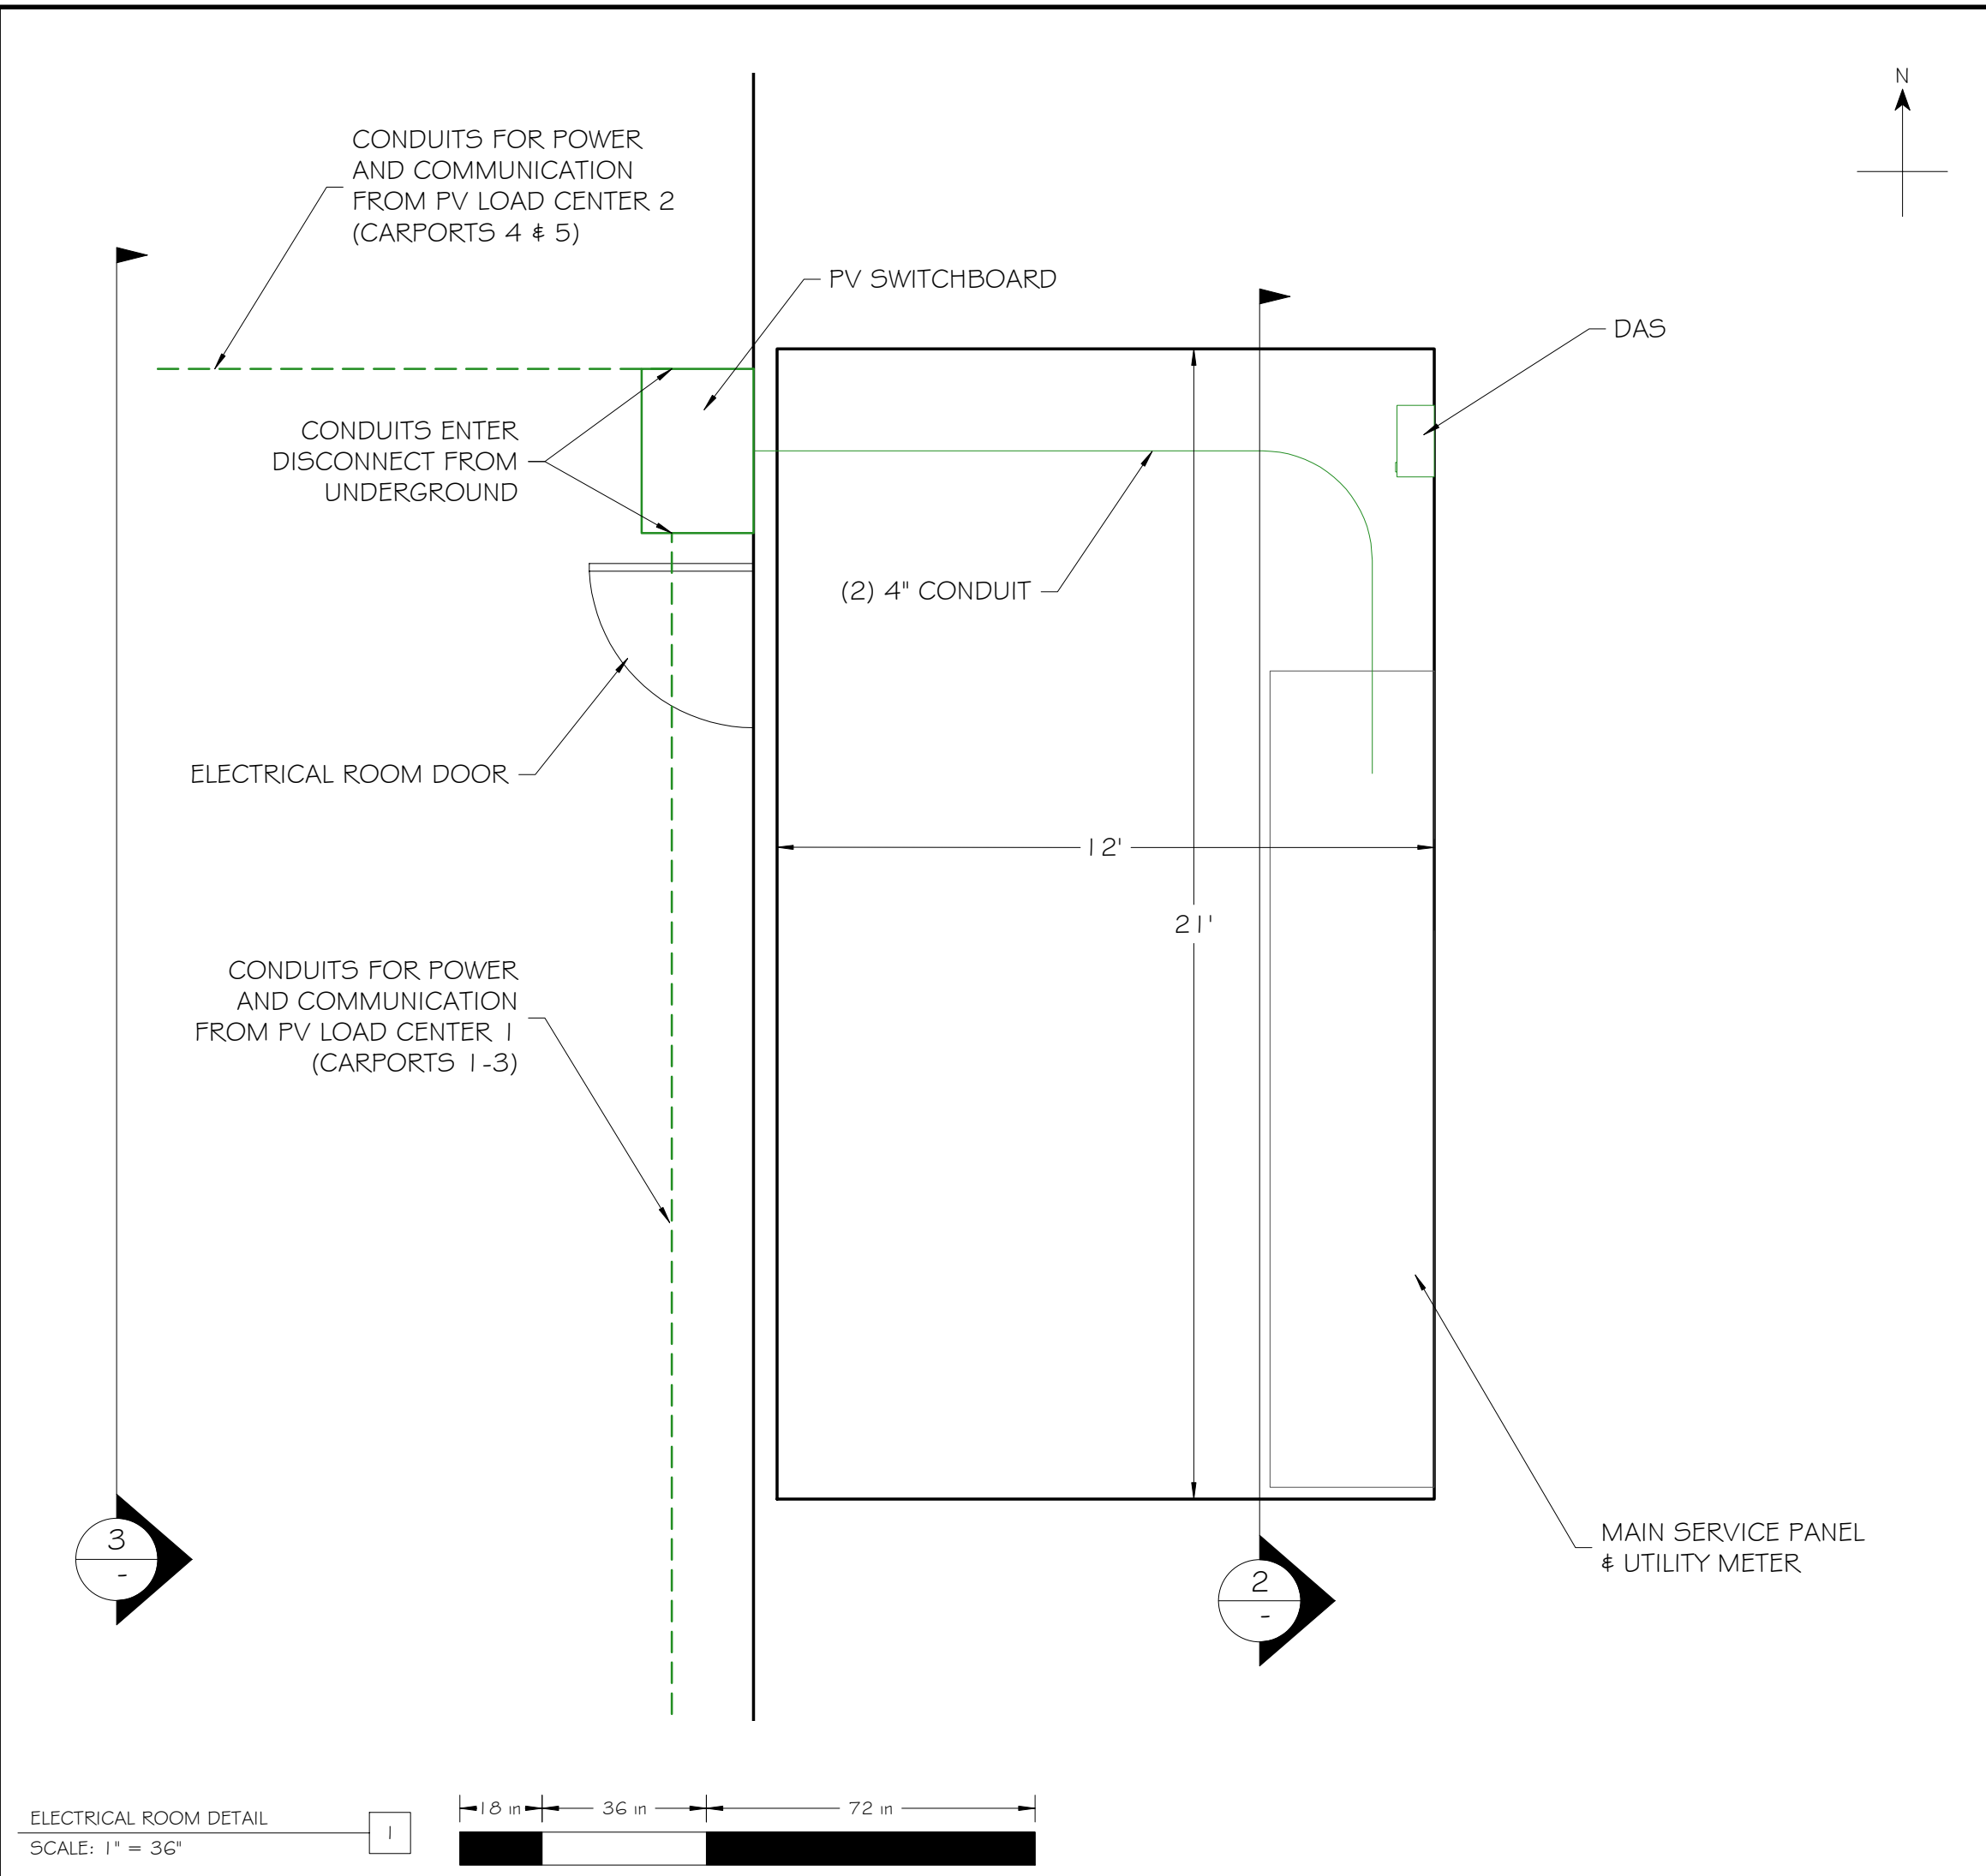 N
CONDUITS FOR POWER
AND COMMUNICATION
FROM PV LOAD CENTER 2
(CARPORTS 4 & 5)
PV SWITCHBOARD
DAS
CONDUITS ENTER
DISCONNECT FROM
UNDERGROUND
(2) 4" CONDUIT
ELECTRICAL ROOM DOOR
12'
21'
CONDUITS FOR POWER
AND COMMUNICATION
FROM PV LOAD CENTER 1
(CARPORTS 1-3)
MAIN SERVICE PANEL
& UTILITY METER
3
-
2
-
ELECTRICAL ROOM DETAIL
SCALE: 1" = 36"
1
18 in
36 in
72 in